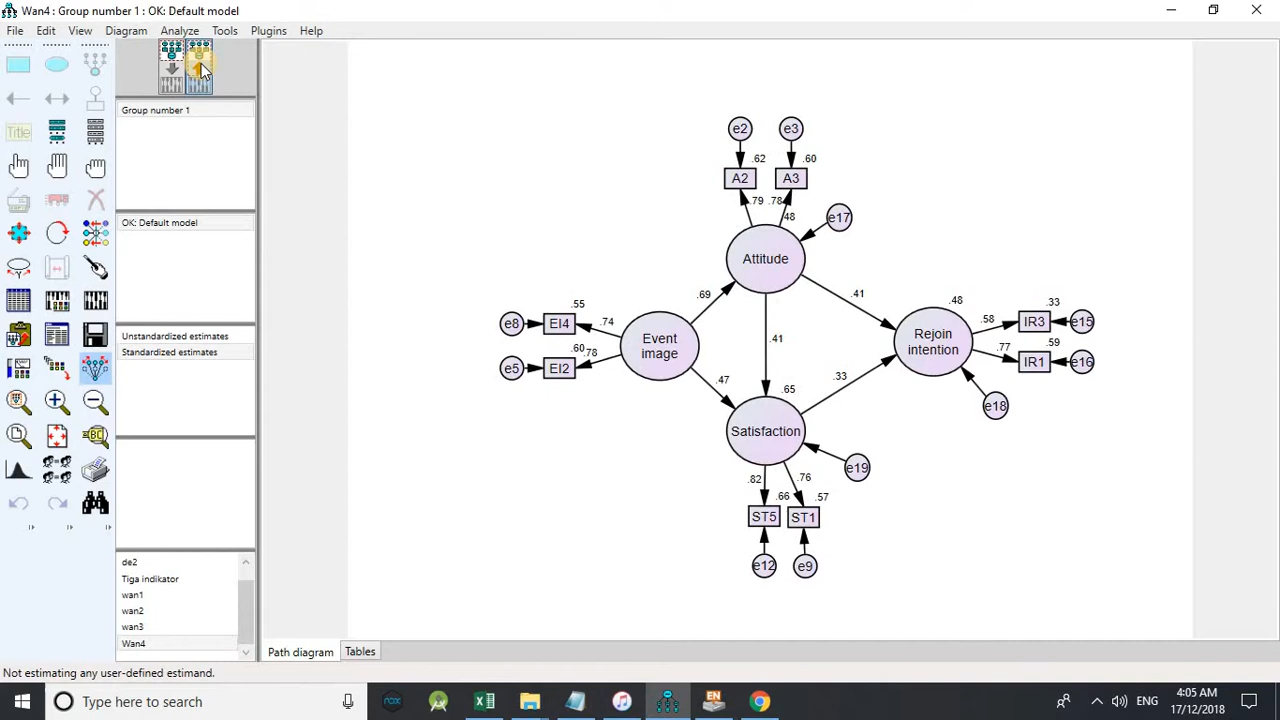 Wan4 : Group number 1 : OK: Default model
File Edit View Diagram Analyze Tools Plugins Help
Title
Group number 1
OK: Default model
Unstandardized estimates
Standardized estimates
de2
Tiga indikator
wan1
wan2
wan3
Wan4
e2 e3
.62 .60
A2 A3
.79 .78
.48 e17
Attitude
.69 .41 .48 .33
.55 .58
e8 EI4 .74 IR3 e15
Event image
Rejoin intention
.41
.60 .78 .77 .59
e5 EI2 IR1 e16
.47 .65 .33
e18
Satisfaction
e19
.82 .76
.66 .57
ST5 ST1
e12 e9
Path diagram Tables
Not estimating any user-defined estimand.
Type here to search
nox
EN
ENG
4:05 AM
17/12/2018
ABC